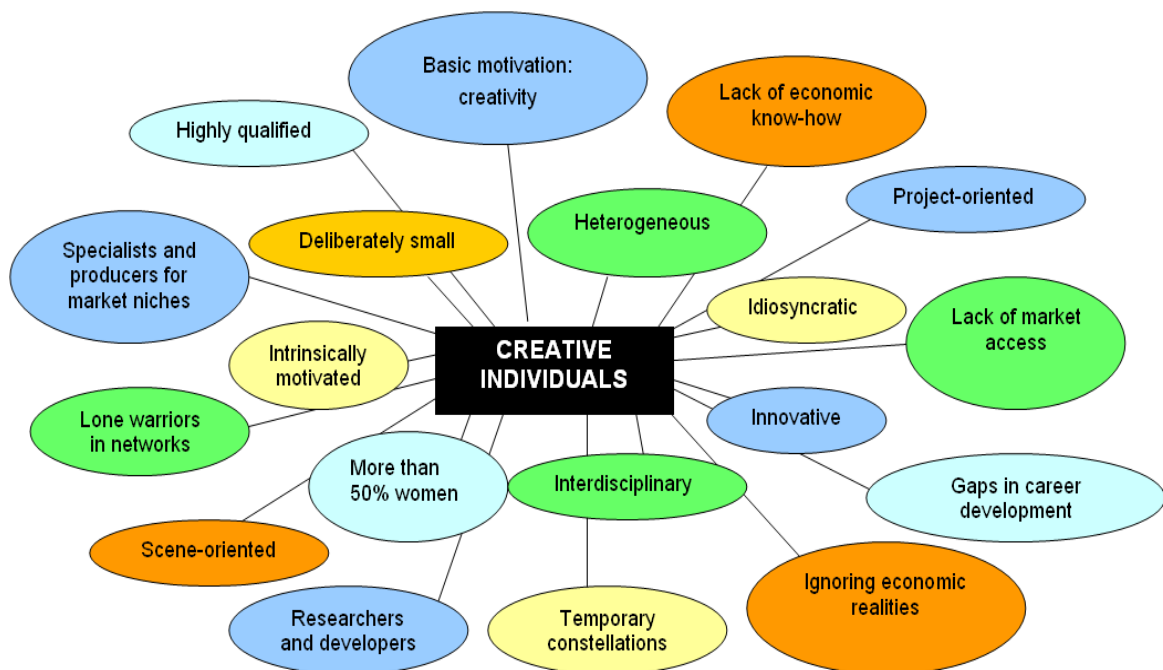 Basic motivation:
creativity
Lack of economic
know-how
Highly qualified
Project-oriented
Heterogeneous
Deliberately small
Specialists and
producers for
market niches
Idiosyncratic
Lack of market
access
CREATIVE
INDIVIDUALS
Intrinsically
motivated
Lone warriors
in networks
Innovative
More than
50% women
Interdisciplinary
Gaps in career
development
Scene-oriented
Ignoring economic
realities
Researchers
and developers
Temporary
constellations